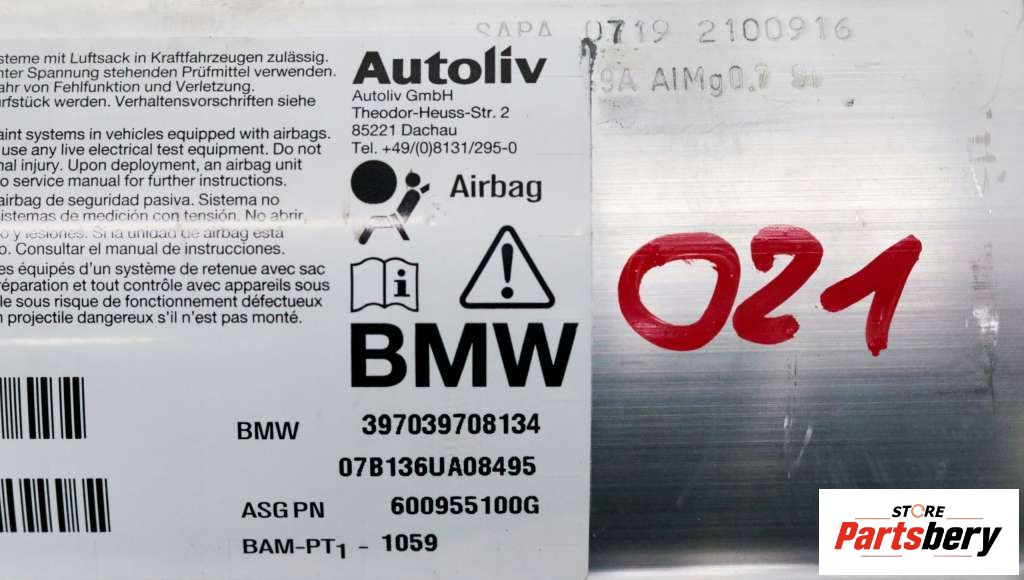 SAPA 0719 2100916
9A AlMg0.7 Si
steme mit Luftsack in Kraftfahrzeugen zulässig.
nter Spannung stehenden Prüfmittel verwenden.
ahr von Fehlfunktion und Verletzung.
rfstück werden. Verhaltensvorschriften siehe
aint systems in vehicles equipped with airbags.
use any live electrical test equipment. Do not
nal injury. Upon deployment, an airbag unit
o service manual for further instructions.
airbag de seguridad pasiva. Sistema no
sistemas de medición con tensión. No abrir,
o y lesiones. Si la unidad de airbag está
o. Consultar el manual de instrucciones.
es équipés d'un système de retenue avec sac
réparation et tout contrôle avec appareils sous
le sous risque de fonctionnement défectueux
n projectile dangereux s'il n'est pas monté.
Autoliv
Autoliv GmbH
Theodor-Heuss-Str. 2
85221 Dachau
Tel. +49/(0)8131/295-0
Airbag
i
BMW
021
BMW 397039708134
07B136UA08495
ASG PN 600955100G
BAM-PT1 - 1059
STORE
Partsbery